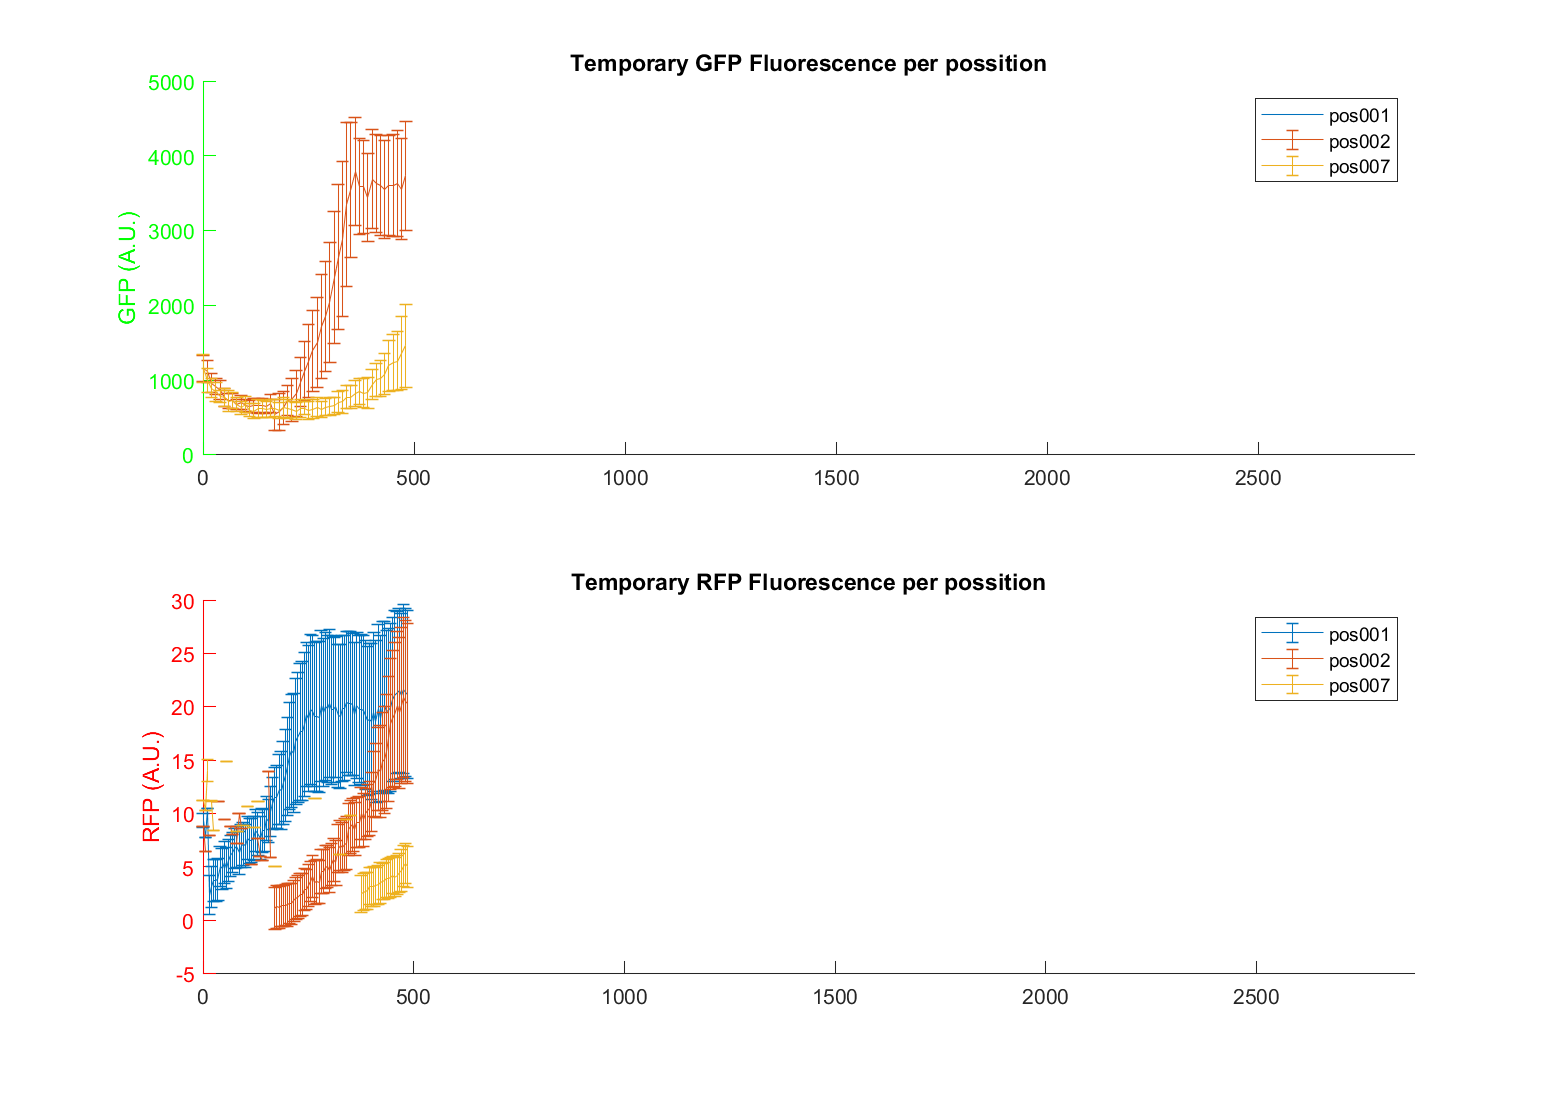 Temporary GFP Fluorescence per possition
5000
4000
3000
2000
1000
0
GFP (A.U.)
0 500 1000 1500 2000 2500
pos001
pos002
pos007
Temporary RFP Fluorescence per possition
30
25
20
15
10
5
0
-5
RFP (A.U.)
0 500 1000 1500 2000 2500
pos001
pos002
pos007